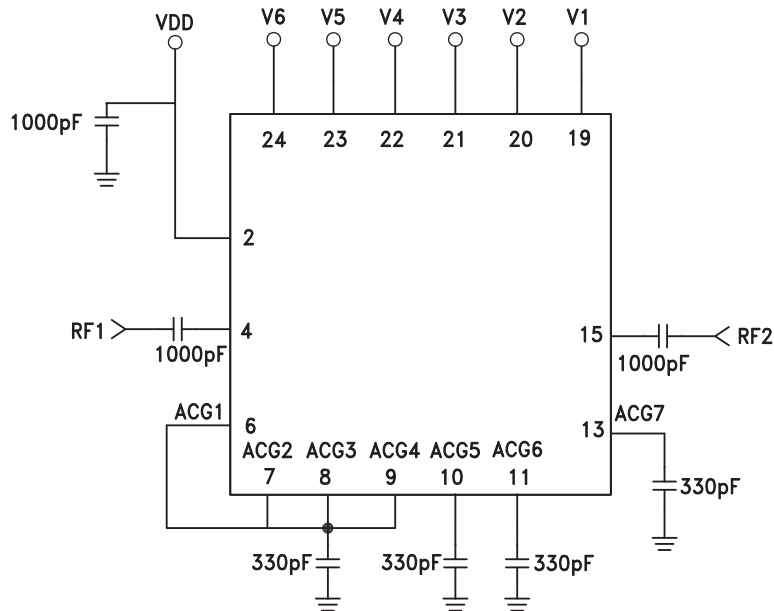 VDD
V6 V5 V4 V3 V2 V1
1000pF
24 23 22 21 20 19
2
RF1
1000pF
4
15
1000pF
RF2
ACG1
6
13
ACG7
ACG2 ACG3 ACG4 ACG5 ACG6
7 8 9 10 11
330pF
330pF 330pF 330pF